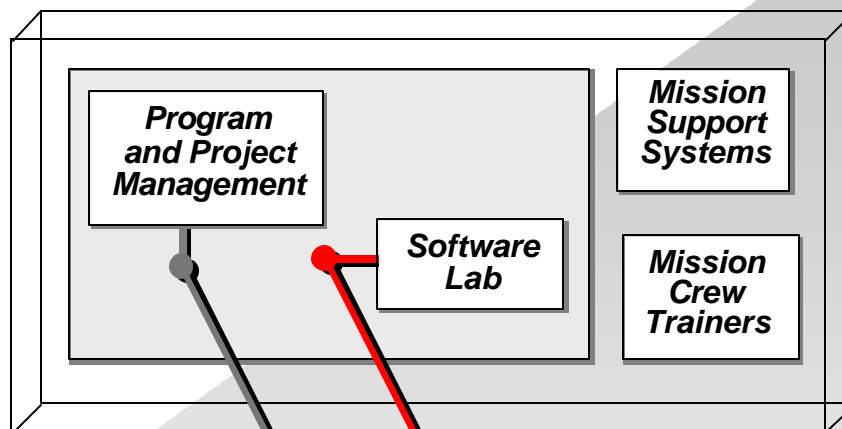 Program
and Project
Management
Software
Lab
Mission
Support
Systems
Mission
Crew
Trainers